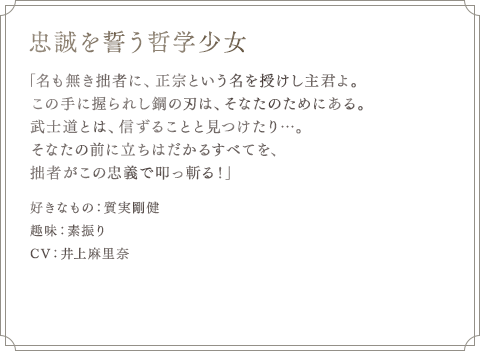 忠誠を誓う哲学少女
「名も無き拙者に、正宗という名を授けし主君よ。
この手に握られし鋼の刃は、そなたのためにある。
武士道とは、信ずることと見つけたり…。
そなたの前に立ちはだかるすべてを、
拙者がこの忠義で叩っ斬る！」
好きなもの：質実剛健
趣味：素振り
CV：井上麻里奈